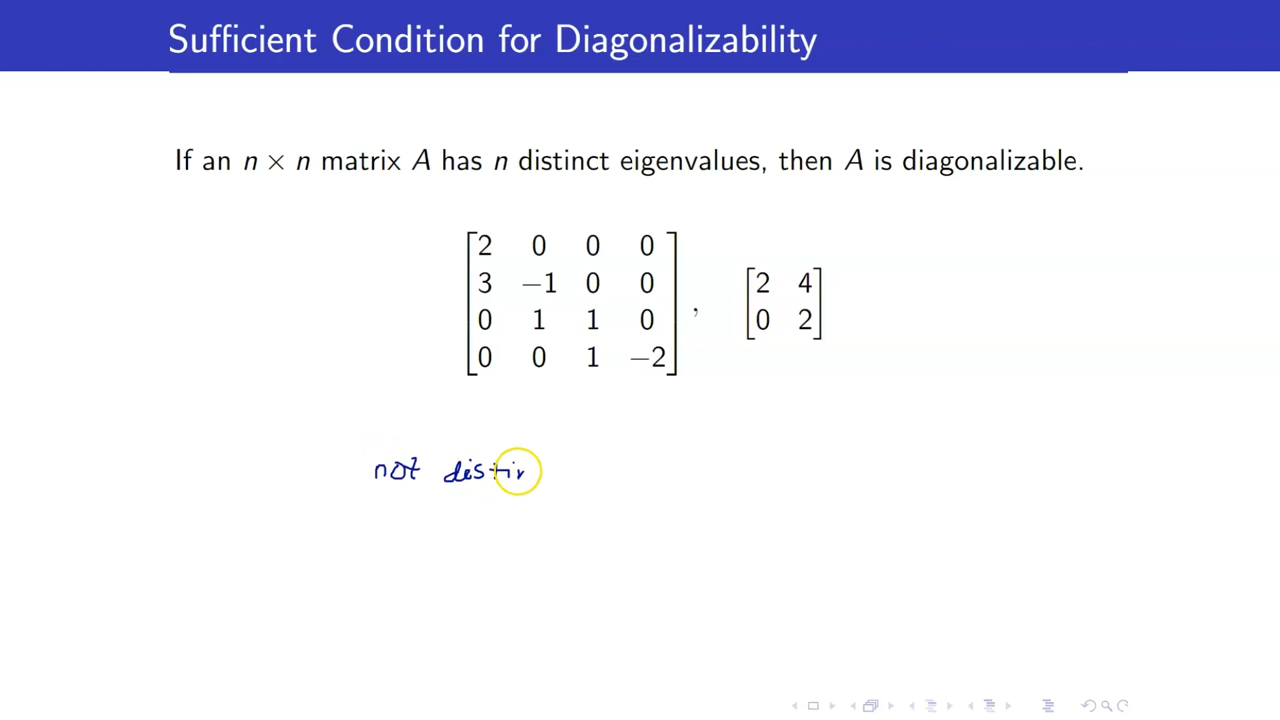 Sufficient Condition for Diagonalizability
If an n × n matrix A has n distinct eigenvalues, then A is diagonalizable.
2 0 0 0
3 −1 0 0
0 1 1 0
0 0 1 −2
,
2 4
0 2
not distin